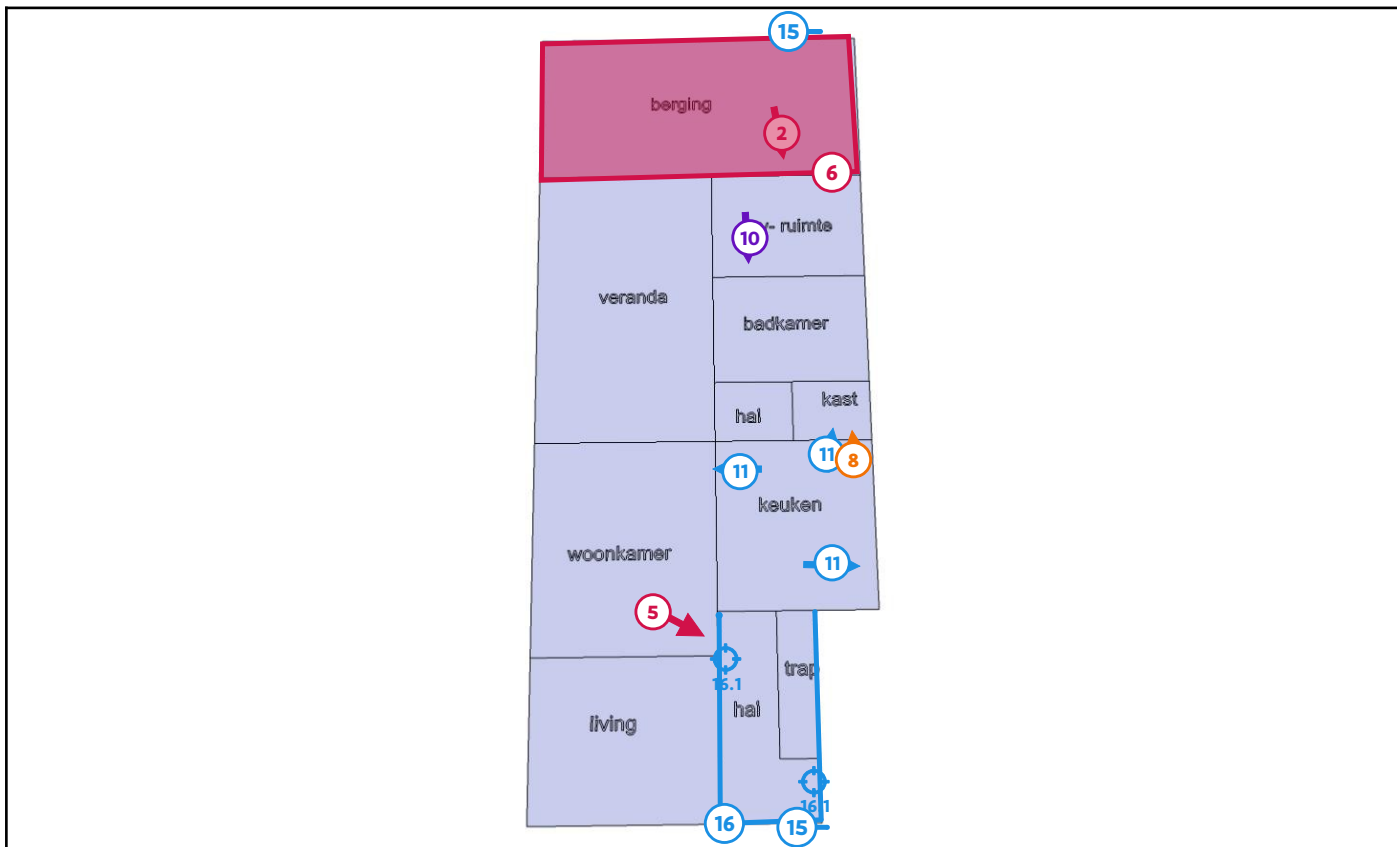 15
berging
2
6
- ruimte
10
veranda
badkamer
kast
hal
11
8
11
keuken
woonkamer
11
5
16.1
trap
hal
living
16.1
16
15